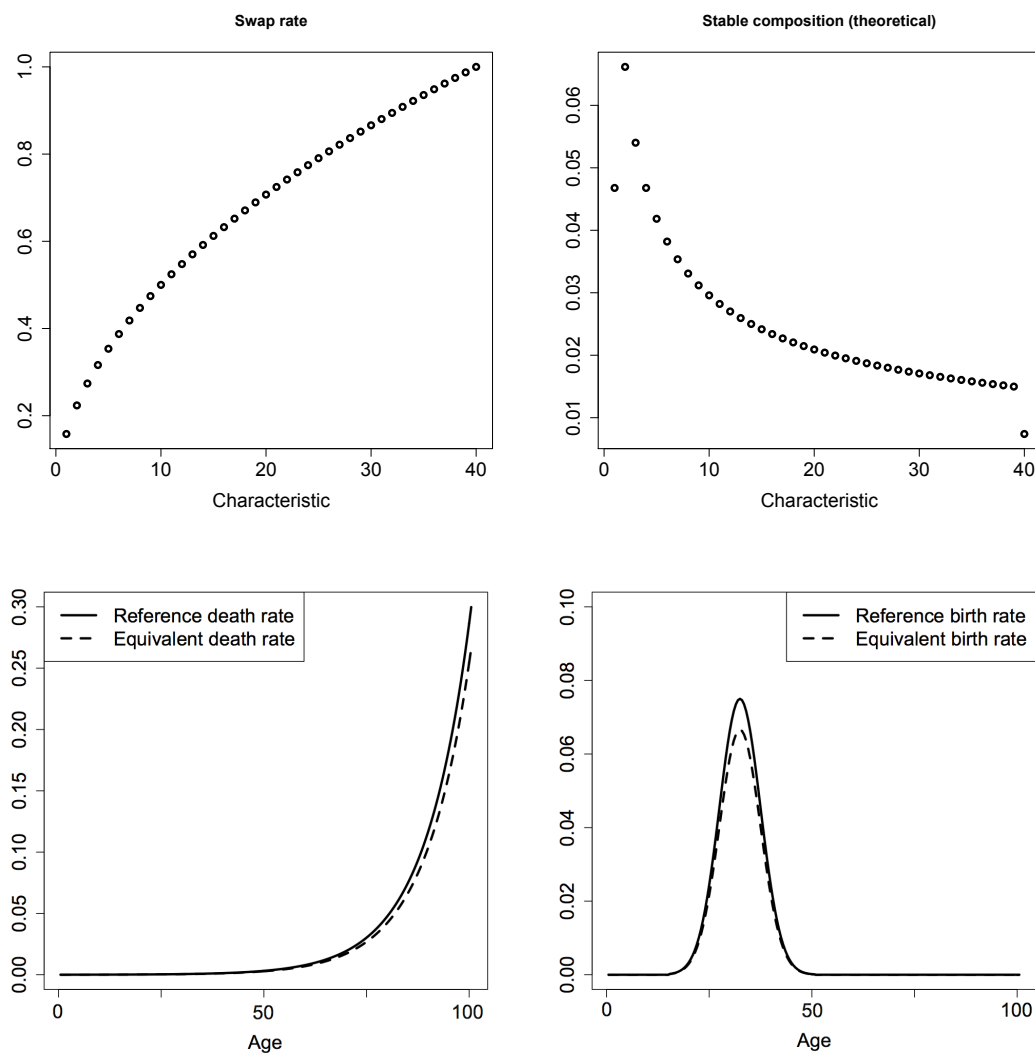 Swap rate
1.0
0.8
0.6
0.4
0.2
0 10 20 30 40
Characteristic
Stable composition (theoretical)
0.06
0.05
0.04
0.03
0.02
0.01
0 10 20 30 40
Characteristic
Reference death rate
Equivalent death rate
0.30
0.25
0.20
0.15
0.10
0.05
0.00
0 50 100
Age
Reference birth rate
Equivalent birth rate
0.10
0.08
0.06
0.04
0.02
0.00
0 50 100
Age